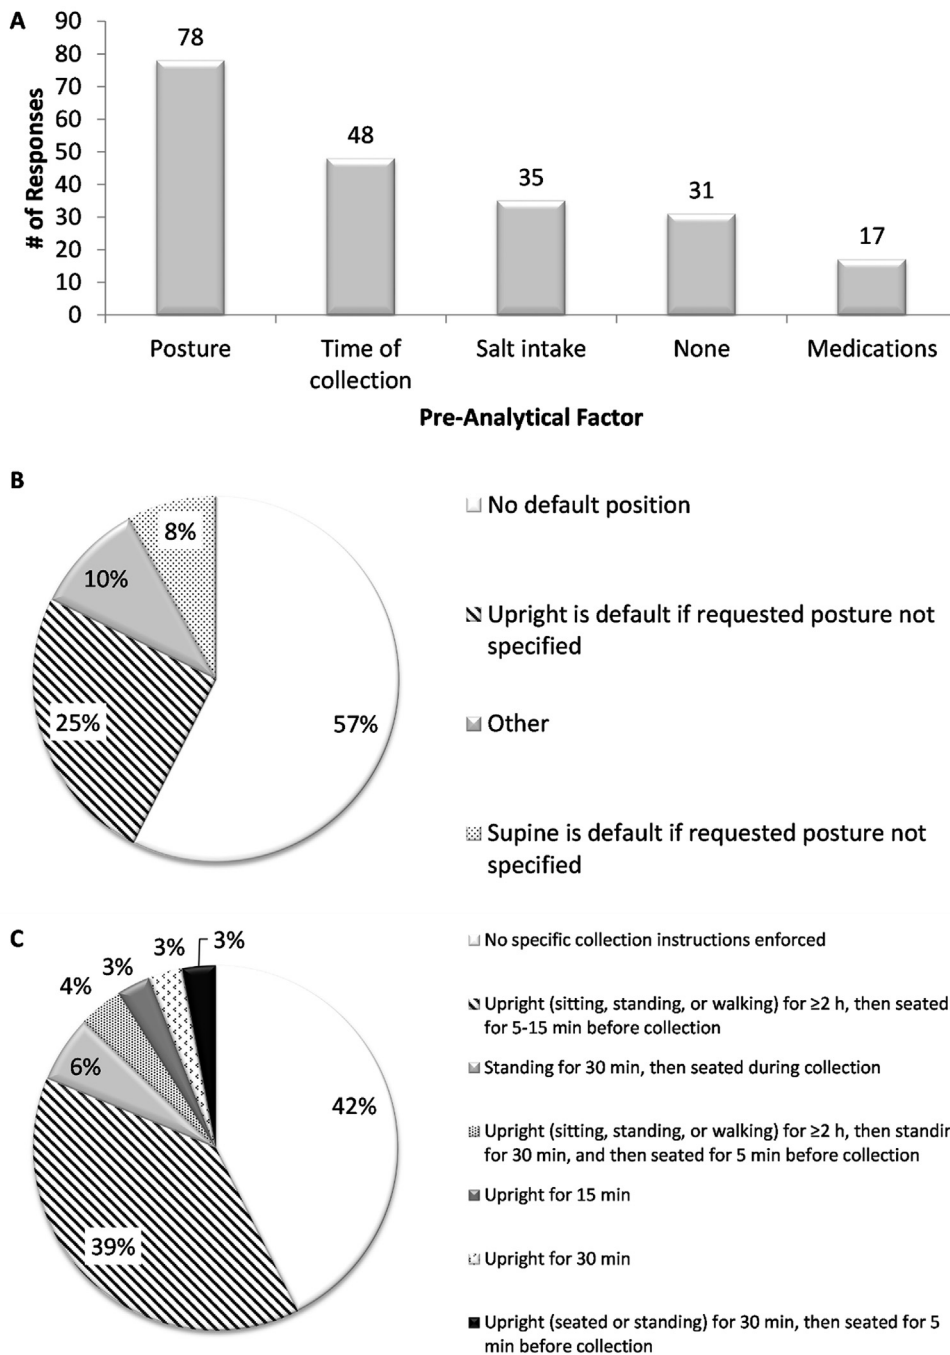 A
90
80
70
60
50
40
30
20
10
0
# of Responses
78
48
35
31
17
Posture
Time of
collection
Salt intake
None
Medications
Pre-Analytical Factor
B
8%
10%
25%
57%
No default position
Upright is default if requested posture not
specified
Other
Supine is default if requested posture not
specified
C
3%
3%
3%
4%
6%
42%
39%
No specific collection instructions enforced
Upright (sitting, standing, or walking) for ≥2 h, then seated
for 5-15 min before collection
Standing for 30 min, then seated during collection
Upright (sitting, standing, or walking) for ≥2 h, then standin
for 30 min, and then seated for 5 min before collection
Upright for 15 min
Upright for 30 min
Upright (seated or standing) for 30 min, then seated for 5
min before collection